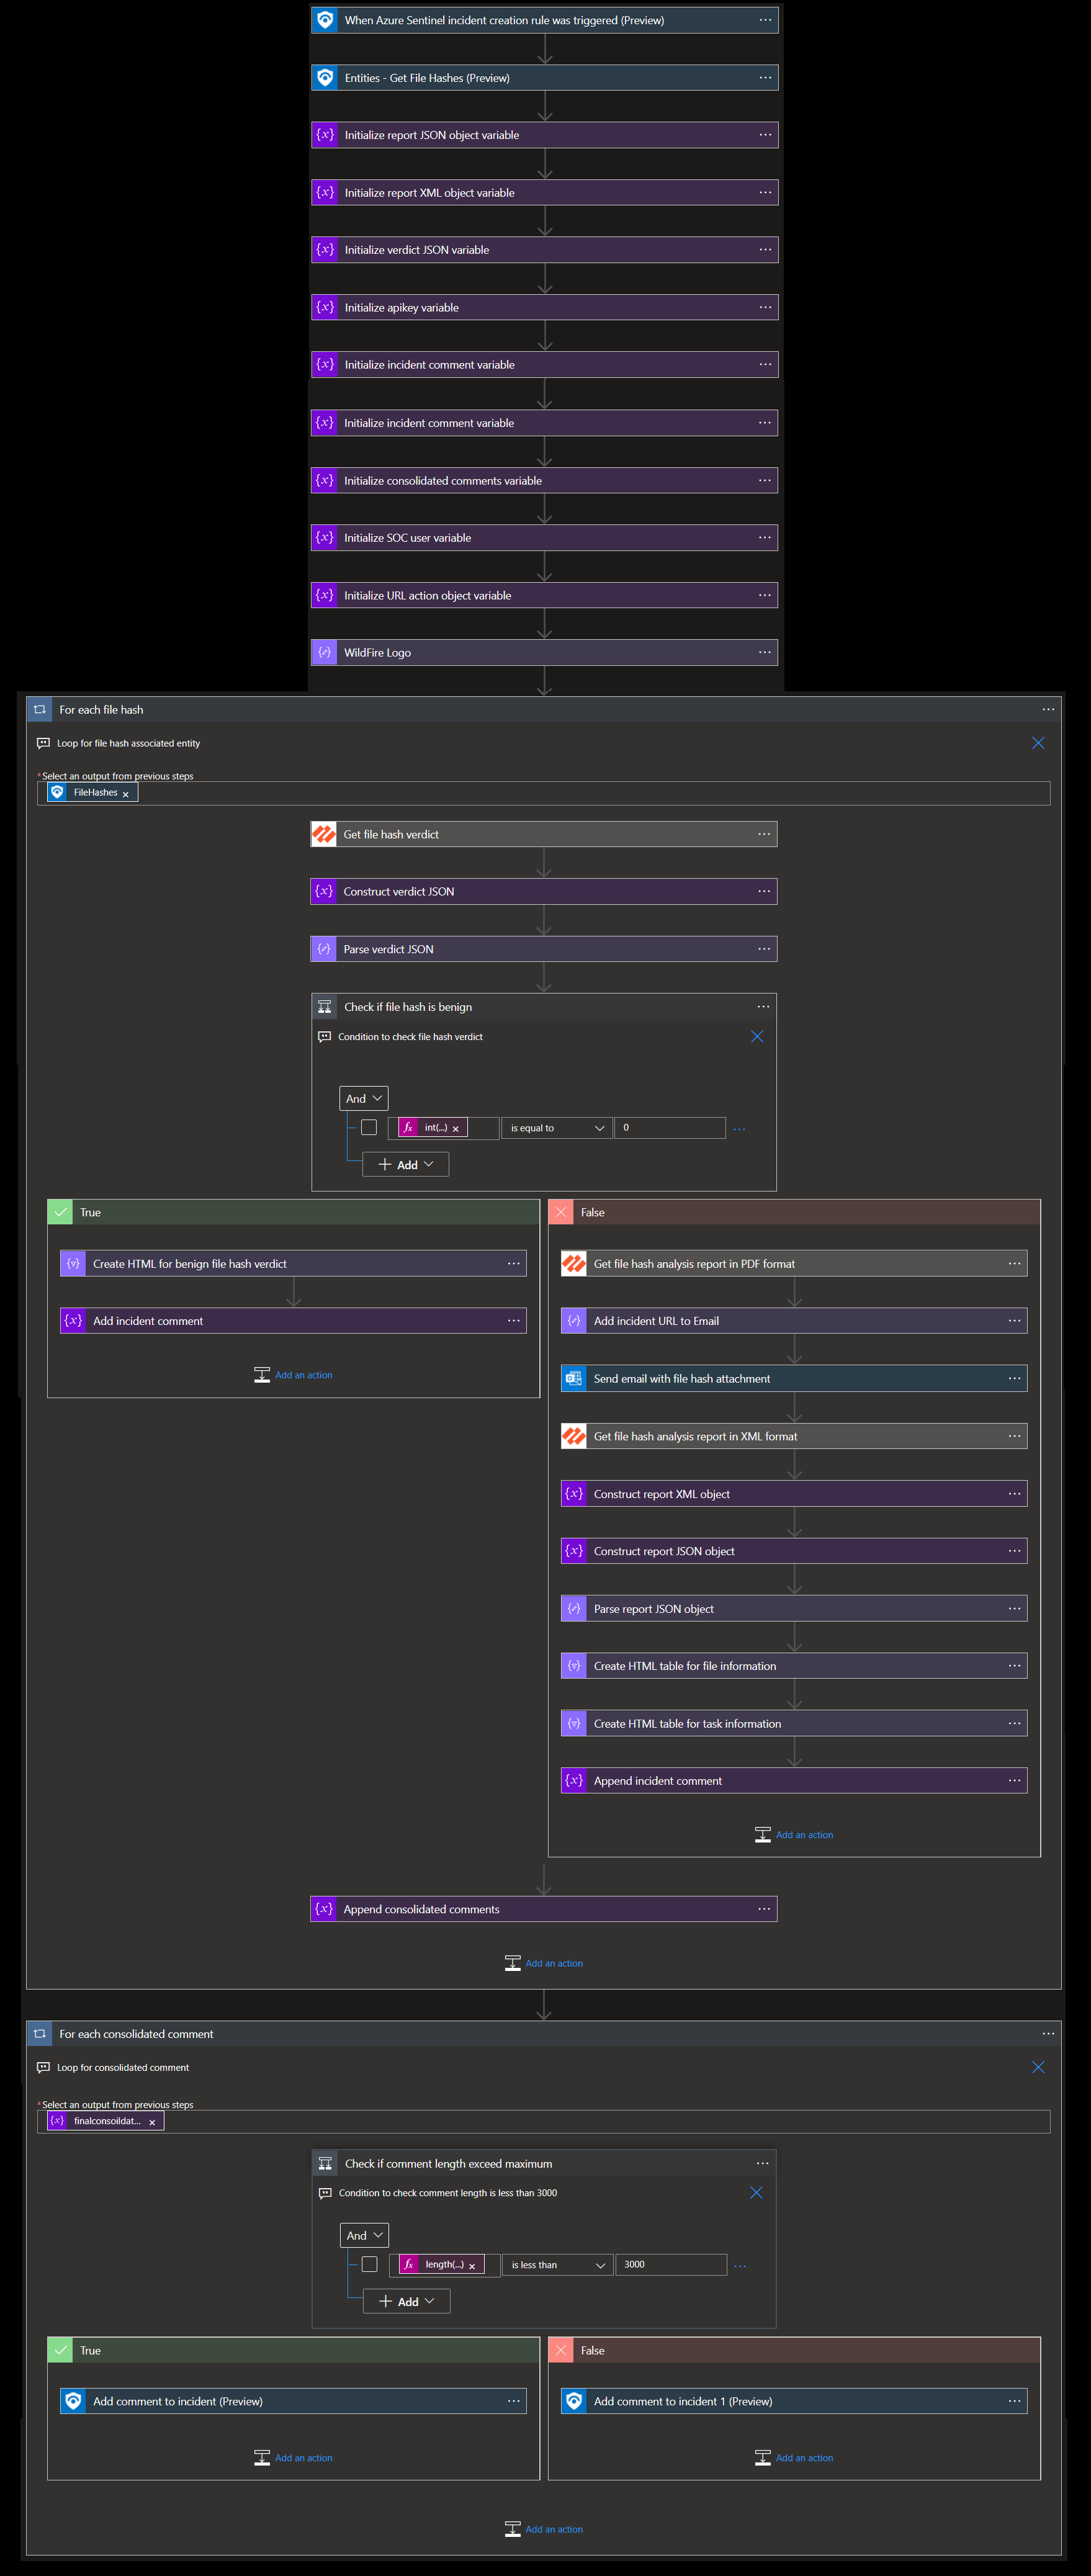 When Azure Sentinel incident creation rule was triggered (Preview)
Entities - Get File Hashes (Preview)
Initialize report JSON object variable
Initialize report XML object variable
Initialize verdict JSON variable
Initialize apikey variable
Initialize incident comment variable
Initialize incident comment variable
Initialize consolidated comments variable
Initialize SOC user variable
Initialize URL action object variable
WildFire Logo
For each file hash
Loop for file hash associated entity
*Select an output from previous steps
FileHashes
Get file hash verdict
Construct verdict JSON
Parse verdict JSON
Check if file hash is benign
Condition to check file hash verdict
And
int(...) is equal to 0
Add
True
Create HTML for benign file hash verdict
Add incident comment
Add an action
False
Get file hash analysis report in PDF format
Add incident URL to Email
Send email with file hash attachment
Get file hash analysis report in XML format
Construct report XML object
Construct report JSON object
Parse report JSON object
Create HTML table for file information
Create HTML table for task information
Append incident comment
Add an action
Append consolidated comments
Add an action
For each consolidated comment
Loop for consolidated comment
*Select an output from previous steps
finalconsoildat...
Check if comment length exceed maximum
Condition to check comment length is less than 3000
And
length(...) is less than 3000
Add
True
Add comment to incident (Preview)
Add an action
False
Add comment to incident 1 (Preview)
Add an action
Add an action